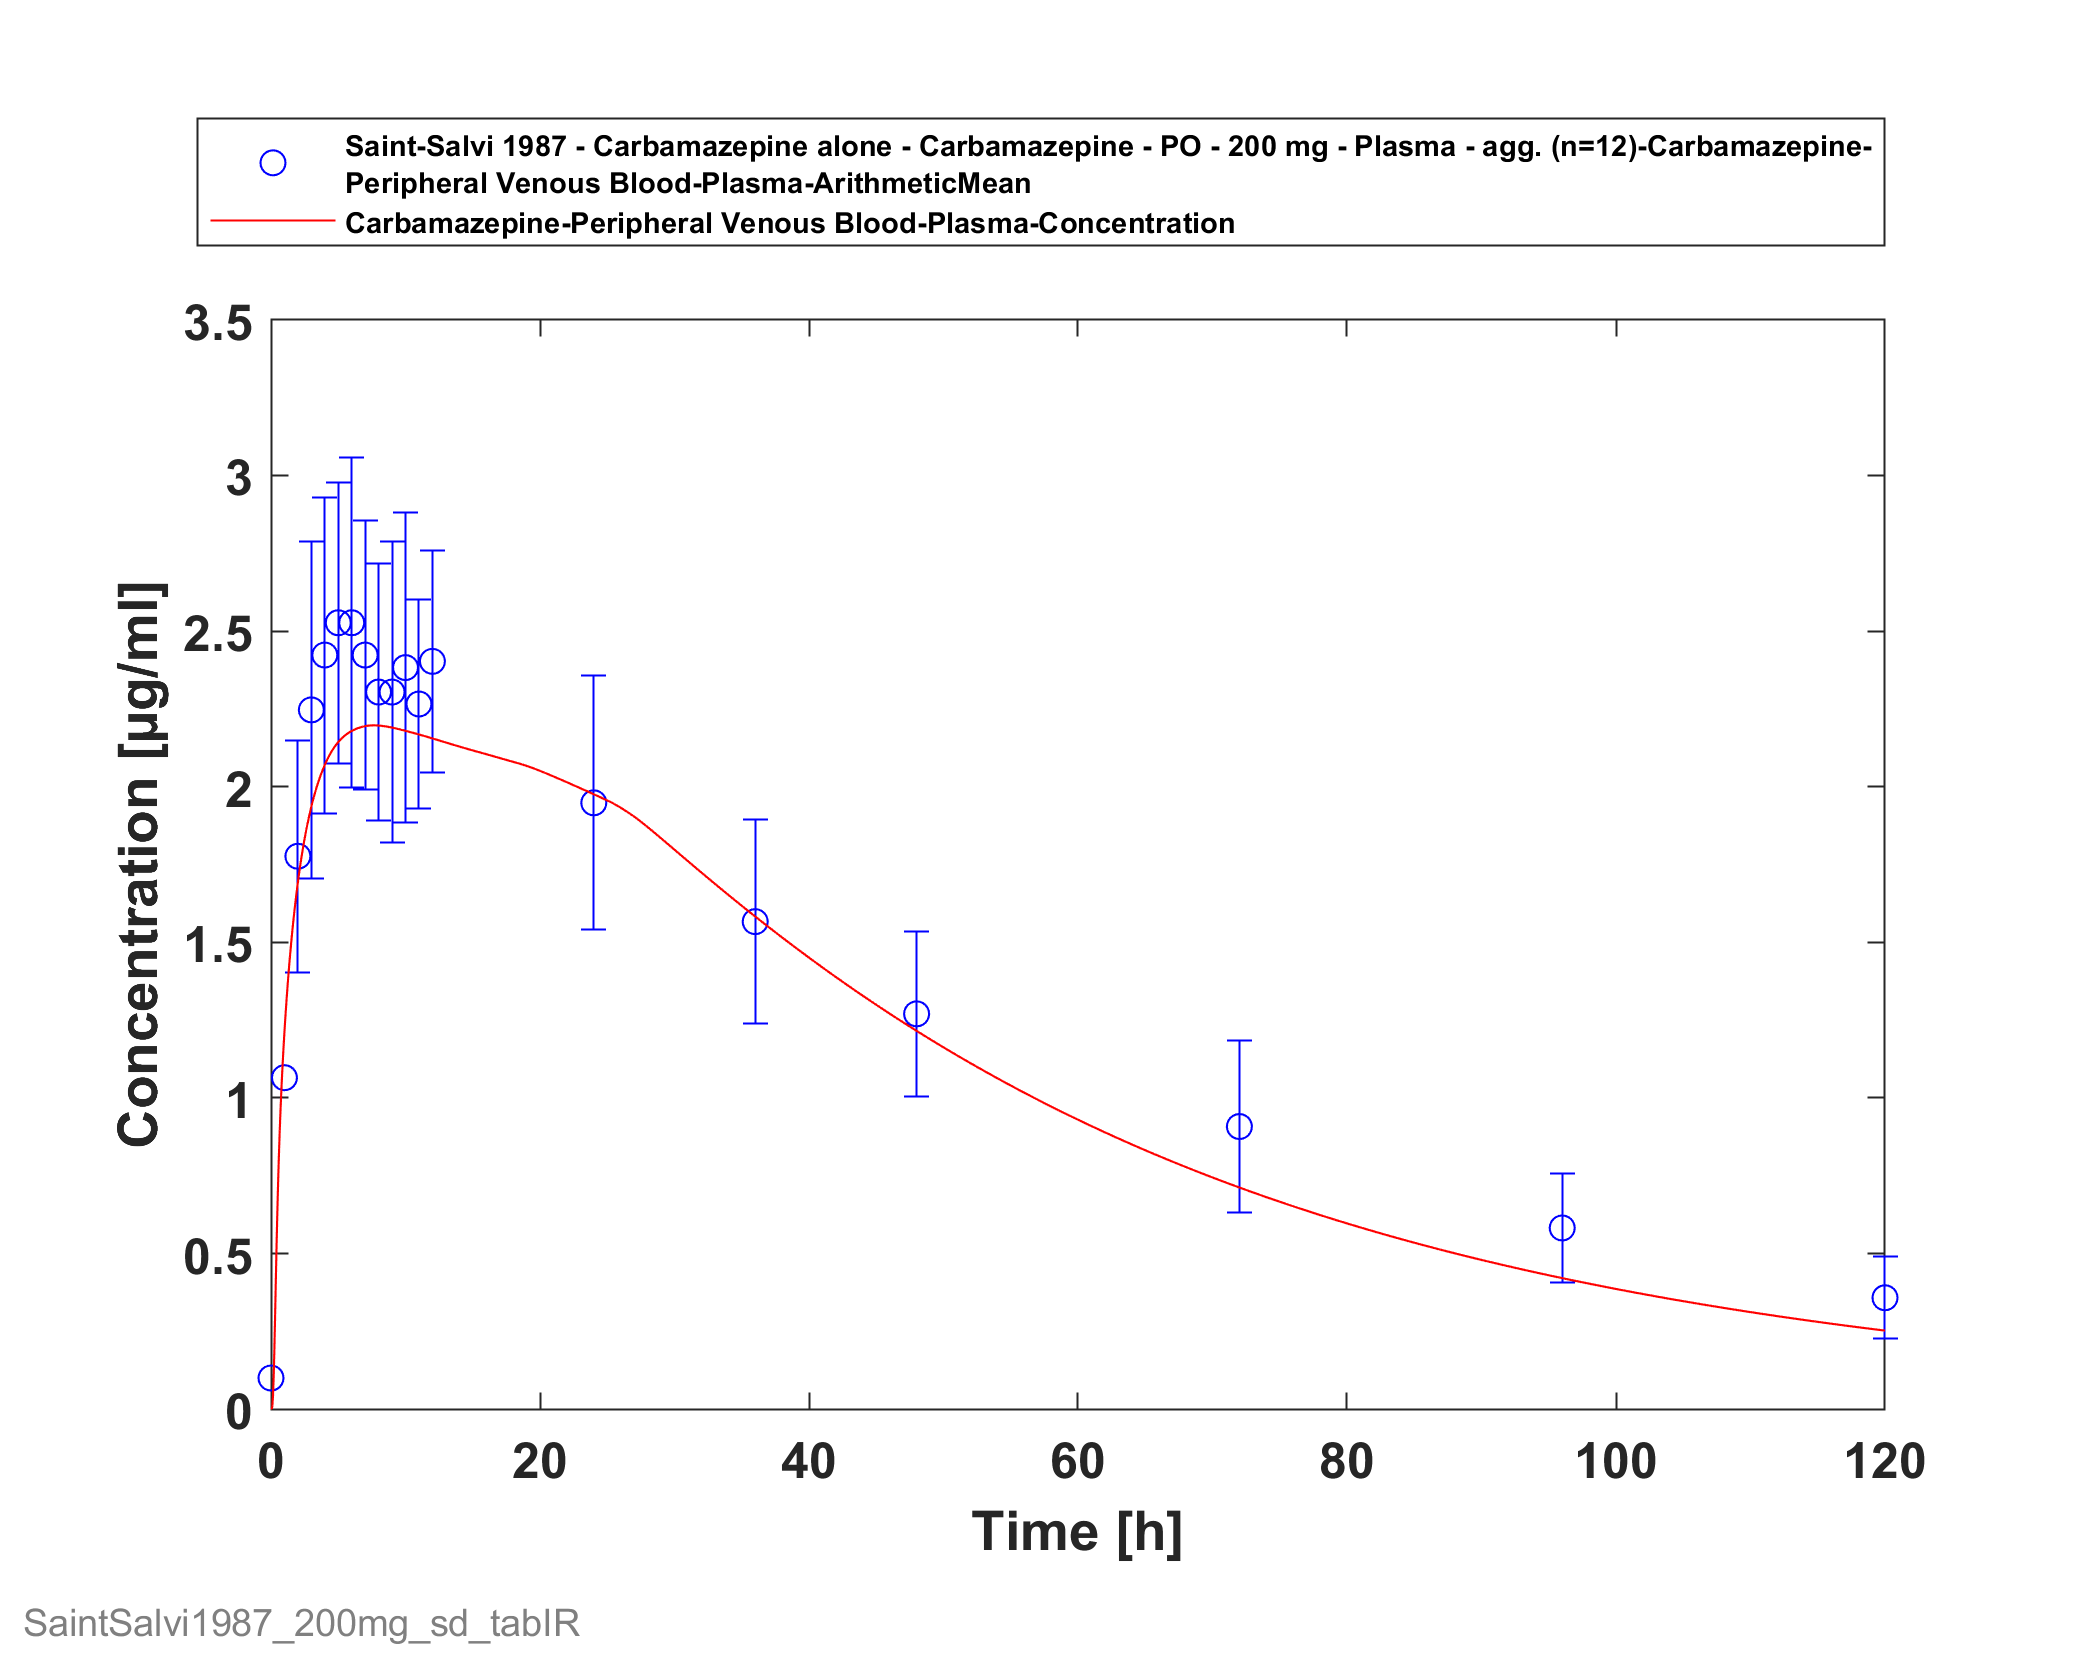 Saint-Salvi 1987 - Carbamazepine alone - Carbamazepine - PO - 200 mg - Plasma - agg. (n=12)-Carbamazepine-
Peripheral Venous Blood-Plasma-ArithmeticMean
Carbamazepine-Peripheral Venous Blood-Plasma-Concentration
3.5
3
2.5
2
1.5
1
0.5
0
Concentration [µg/ml]
0 20 40 60 80 100 120
Time [h]
SaintSalvi1987_200mg_sd_tabIR